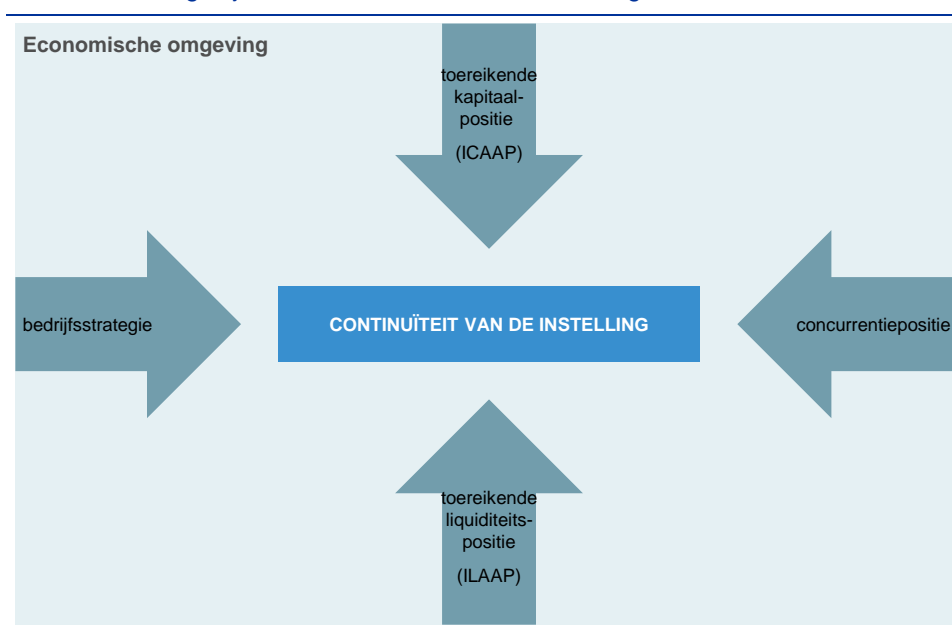 Economische omgeving
toereikende
kapitaal-
positie
(ICAAP)
bedrijfsstrategie
CONTINUÏTEIT VAN DE INSTELLING
concurrentiepositie
toereikende
liquiditeits-
positie
(ILAAP)